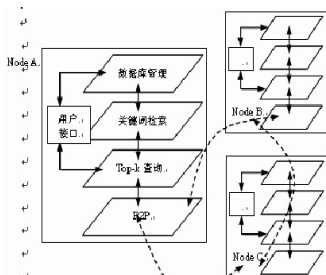 Node A
数据库管理
用户
接口
关键词检索
Top-k 查询
P2P
Node B
Node C